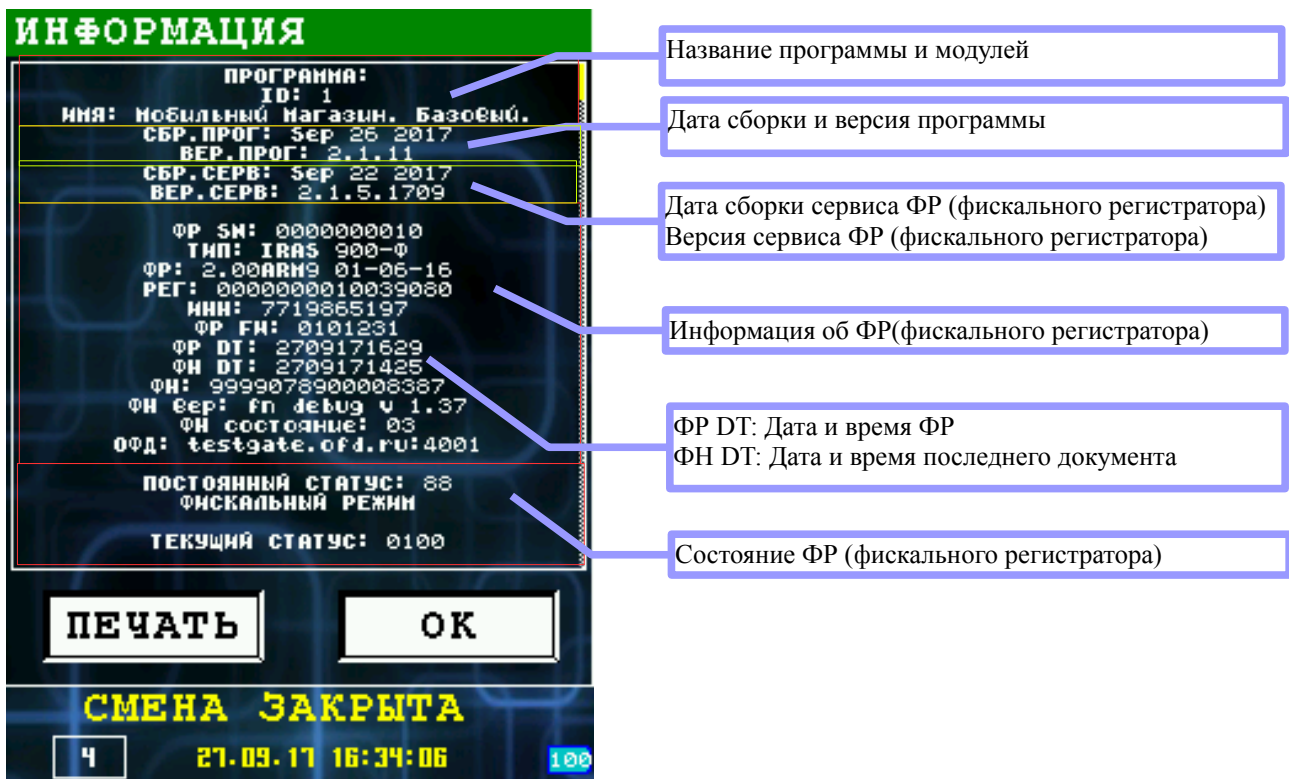 ИНФОРМАЦИЯ
ПРОГРАММА:
ID: 1
ИМЯ: Мобильный Магазин. Базовый.
СБР.ПРОГ: Sep 26 2017
ВЕР.ПРОГ: 2.1.11
СБР.СЕРВ: Sep 22 2017
ВЕР.СЕРВ: 2.1.5.1709
ФР SN: 0000000010
ТИП: IRAS 900-Ф
ФР: 2.00ARM9 01-06-16
РЕГ: 0000000010039080
ИНН: 7719865197
ФР FW: 0101231
ФР DT: 2709171629
ФН DT: 2709171425
ФН: 9999078900008387
ФН Вер: fn debug v 1.37
ФН состояние: 03
ОФД: testgate.ofd.ru:4001
ПОСТОЯННЫЙ СТАТУС: 88
ФИСКАЛЬНЫЙ РЕЖИМ
ТЕКУЩИЙ СТАТУС: 0100
ПЕЧАТЬ
ОК
СМЕНА ЗАКРЫТА
Ч
27.09.17 16:34:06
100
Название программы и модулей
Дата сборки и версия программы
Дата сборки сервиса ФР (фискального регистратора)
Версия сервиса ФР (фискального регистратора)
Информация об ФР(фискального регистратора)
ФР DT: Дата и время ФР
ФН DT: Дата и время последнего документа
Состояние ФР (фискального регистратора)